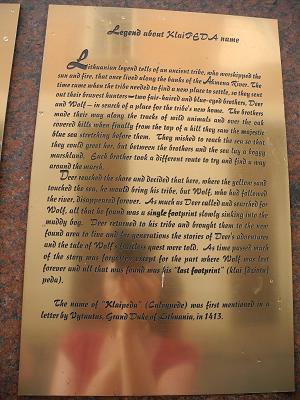 Legend about KlaiPEDA name
Lithuanian legend tells of an ancient tribe, who worshipped the
sun and fire, that once lived along the banks of the Akmena River. The
time came when the tribe needed to find a new place to settle, so they sent
out their bravest hunters—two fair-haired and blue-eyed brothers, Deer
and Wolf – in search of a place for the tribe's new home. The brothers
made their way along the tracks of wild animals and over the oak
covered hills when finally from the top of a hill they saw the majestic
blue sea stretching before them. They wished to reach the sea so that
they could greet her, but between the brothers and the sea lay a boggy
marshland. Each brother took a different route to try and find a way
around the marsh.
Deer reached the shore and decided that here, where the yellow sand
touched the sea, he would bring his tribe, but Wolf, who had followed
the river, disappeared forever. As much as Deer called and searched for
Wolf, all that he found was a single footprint slowly sinking into the
muddy bog. Deer returned to his tribe and brought them to the new
found area to live and for generations the stories of Deer's adventure
and the tale of Wolf's fruitless quest were told. As time passed much
of the story was forgotten except for the part where Wolf was lost
forever and all that was found was his "last footprint" (klai
peda).
The name of "Klaipeda" (Caloypede) was first mentioned in a
letter by Vytautas, Grand Duke of Lithuania, in 1413.